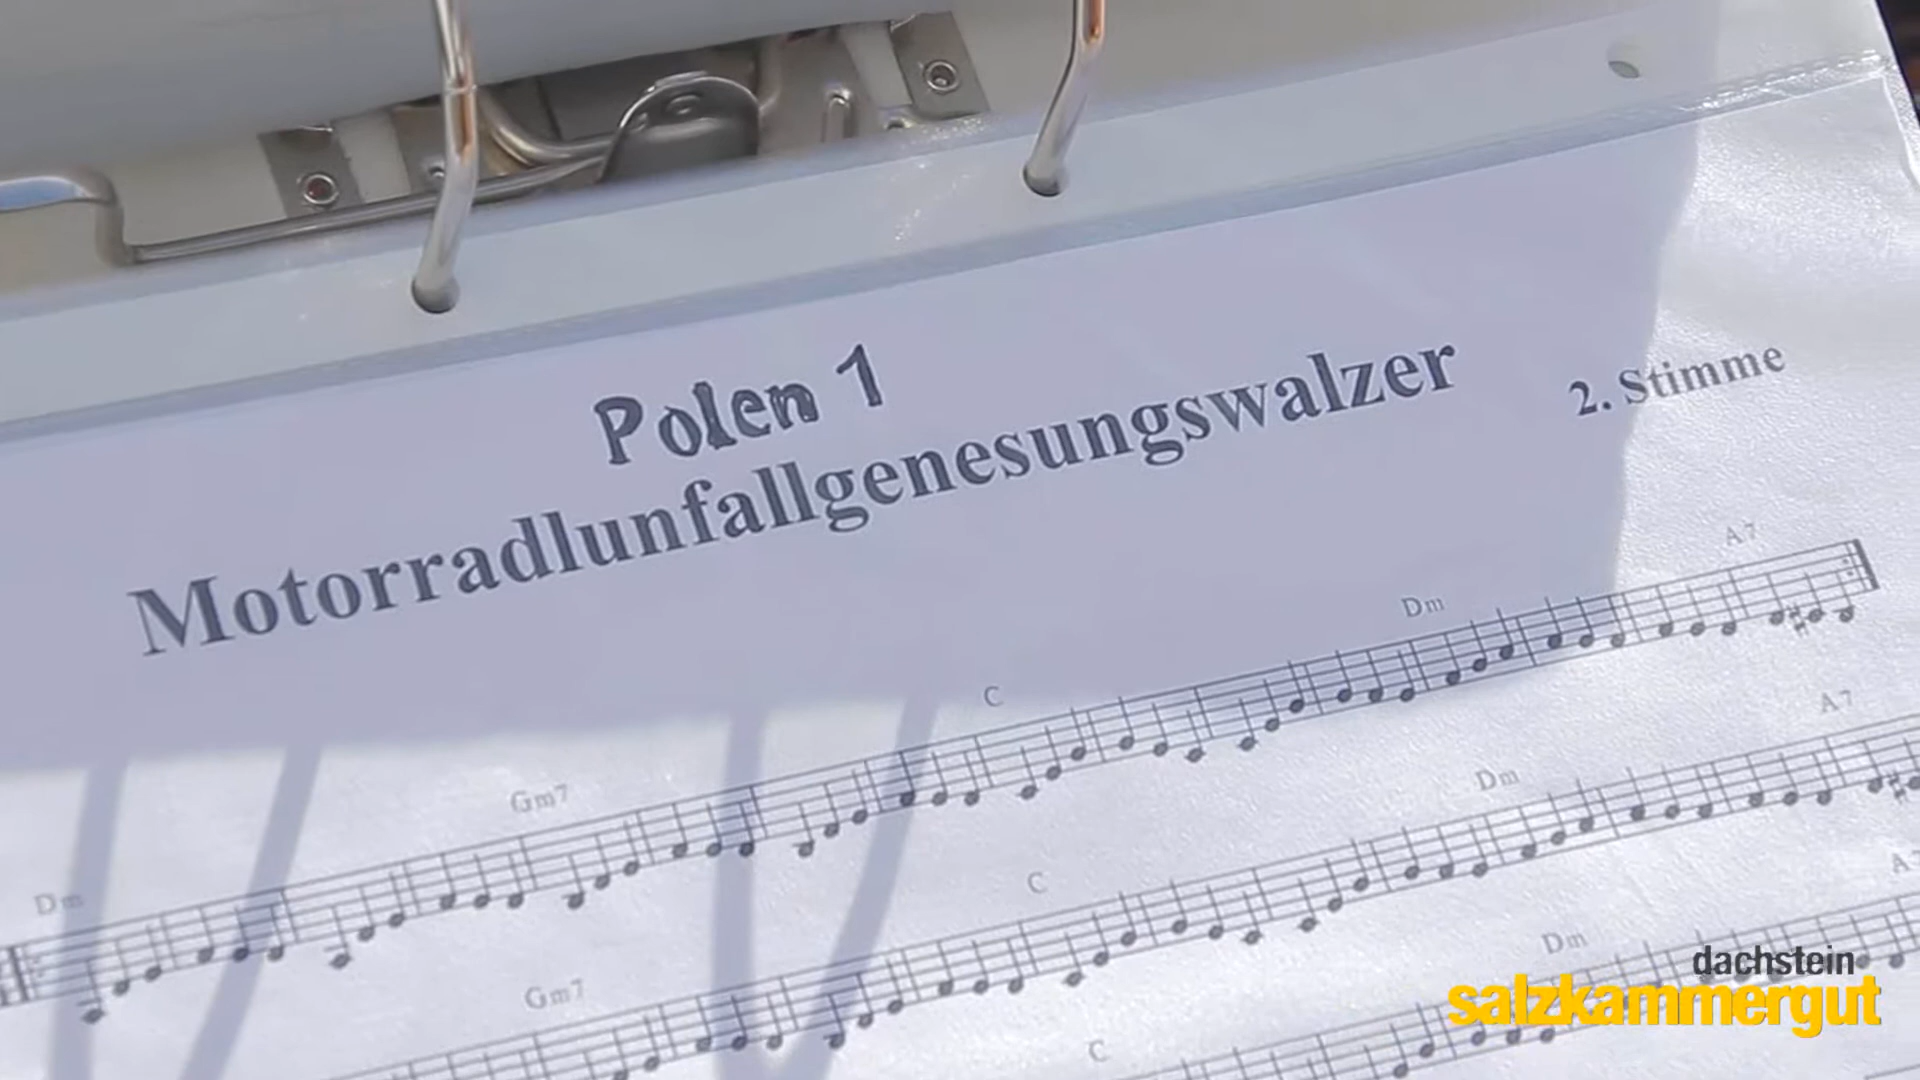 Polen 1
Motorradlunfallgenesungswalzer
2. Stimme
Dm Gm7 C Dm A7
Gm7 C Dm A7
C Dm A7
dachstein
salzkammergut